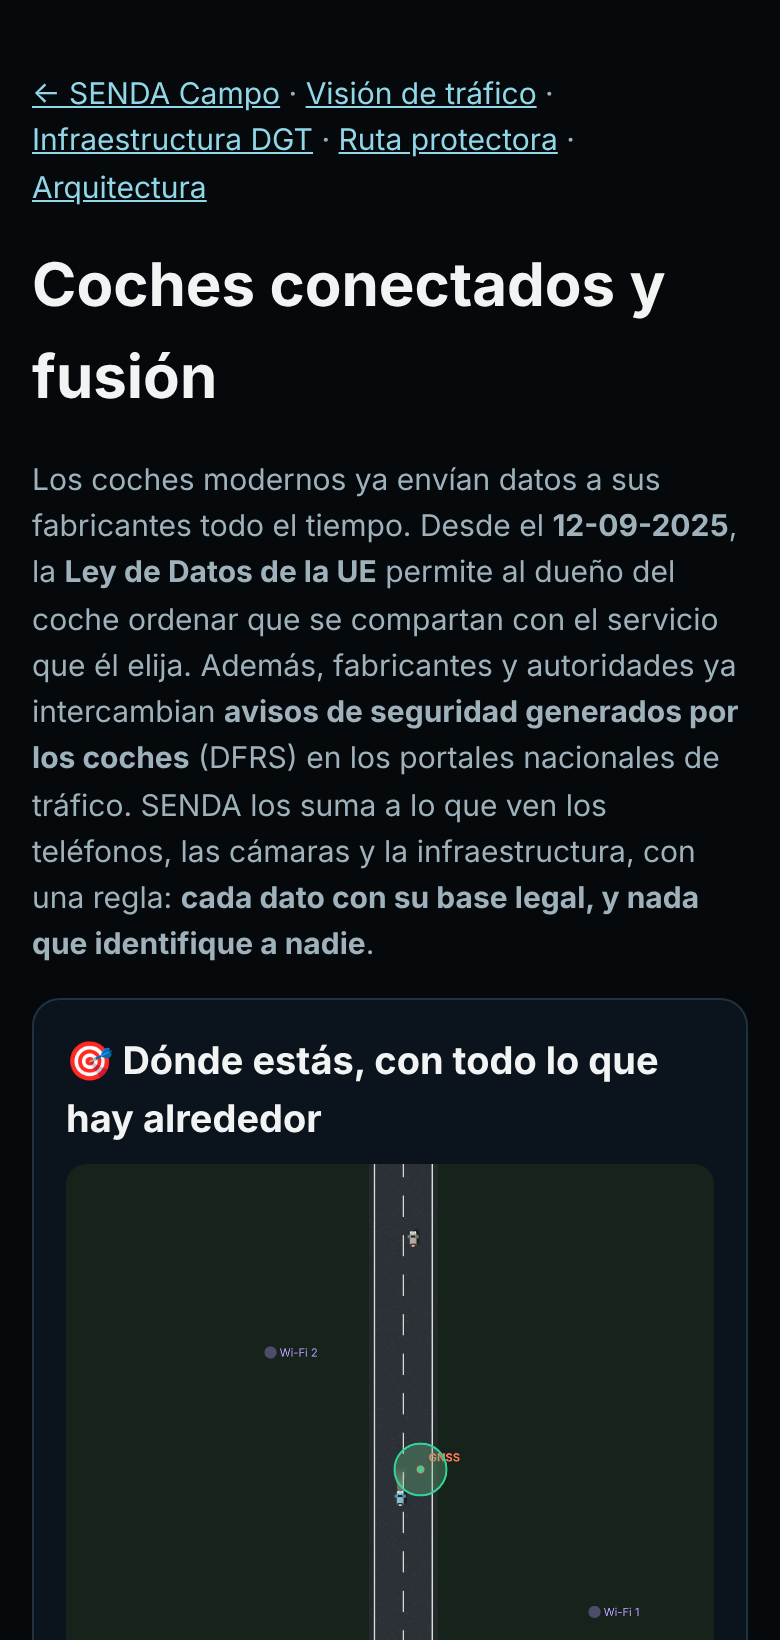 ← SENDA Campo · Visión de tráfico ·
Infraestructura DGT · Ruta protectora ·
Arquitectura
Coches conectados y
fusión
Los coches modernos ya envían datos a sus
fabricantes todo el tiempo. Desde el 12-09-2025,
la Ley de Datos de la UE permite al dueño del
coche ordenar que se compartan con el servicio
que él elija. Además, fabricantes y autoridades ya
intercambian avisos de seguridad generados por
los coches (DFRS) en los portales nacionales de
tráfico. SENDA los suma a lo que ven los
teléfonos, las cámaras y la infraestructura, con
una regla: cada dato con su base legal, y nada
que identifique a nadie.
🎯 Dónde estás, con todo lo que
hay alrededor
Wi-Fi 2
GNSS
Wi-Fi 1